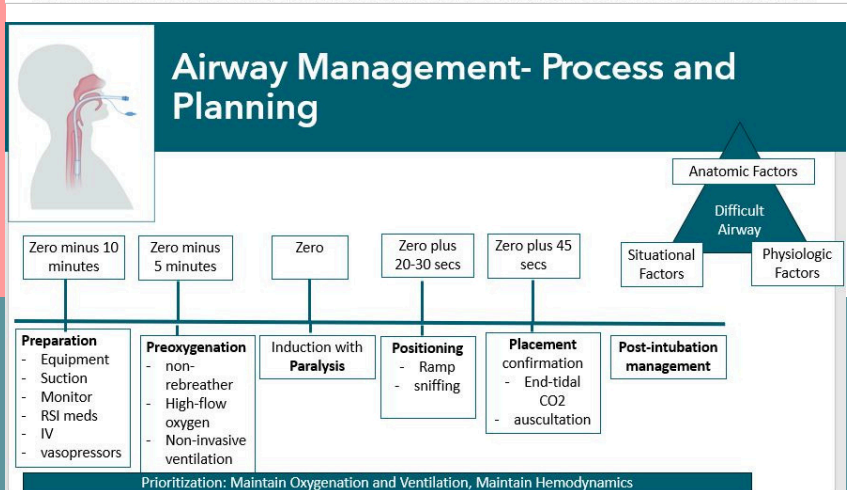 Airway Management- Process and
Planning
Anatomic Factors
Difficult
Airway
Situational
Factors
Physiologic
Factors
Zero minus 10
minutes
Zero minus
5 minutes
Zero
Zero plus
20-30 secs
Zero plus 45
secs
Preparation
- Equipment
- Suction
- Monitor
- RSI meds
- IV
- vasopressors
Preoxygenation
- non-
rebreather
- High-flow
oxygen
- Non-invasive
ventilation
Induction with
Paralysis
Positioning
- Ramp
- sniffing
Placement
confirmation
- End-tidal
CO2
- auscultation
Post-intubation
management
Prioritization: Maintain Oxygenation and Ventilation, Maintain Hemodynamics